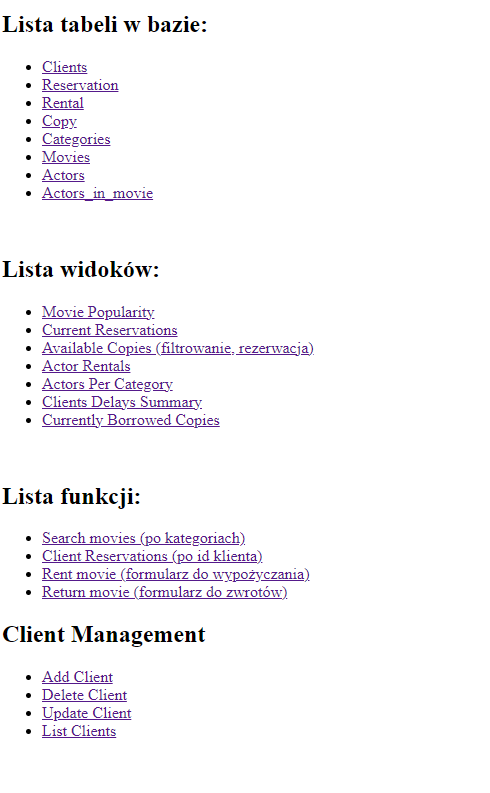 Lista tabeli w bazie:
Clients
Reservation
Rental
Copy
Categories
Movies
Actors
Actors_in_movie
Lista widoków:
Movie Popularity
Current Reservations
Available Copies (filtrowanie, rezerwacja)
Actor Rentals
Actors Per Category
Clients Delays Summary
Currently Borrowed Copies
Lista funkcji:
Search movies (po kategoriach)
Client Reservations (po id klienta)
Rent movie (formularz do wypożyczania)
Return movie (formularz do zwrotów)
Client Management
Add Client
Delete Client
Update Client
List Clients